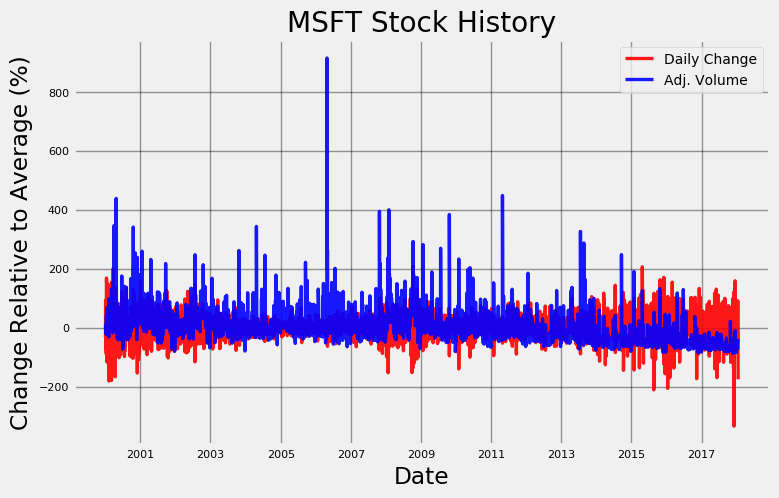 MSFT Stock History
Change Relative to Average (%)
Daily Change
Adj. Volume
800
600
400
200
0
−200
2001 2003 2005 2007 2009 2011 2013 2015 2017
Date